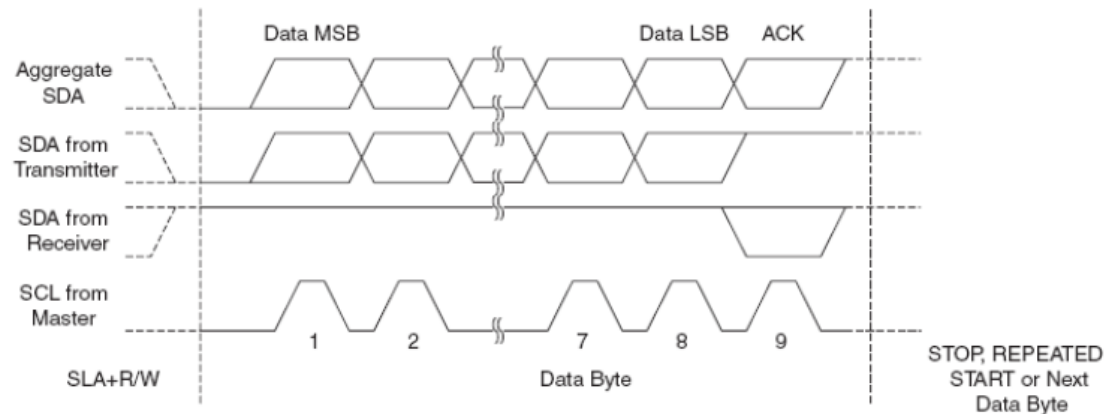 Data MSB Data LSB ACK
Aggregate
SDA
SDA from
Transmitter
SDA from
Receiver
SCL from
Master
1 2 7 8 9
SLA+R/W Data Byte
STOP, REPEATED
START or Next
Data Byte